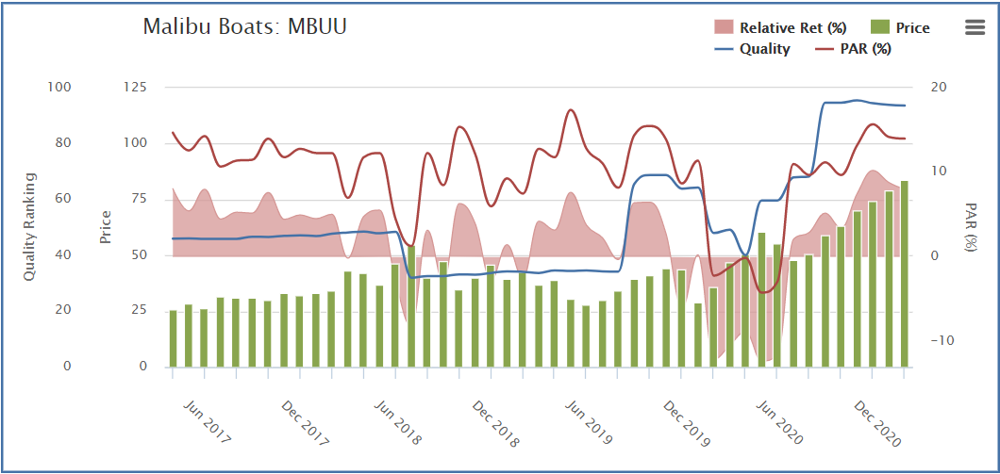 Malibu Boats: MBUU
Relative Ret (%) Price
Quality PAR (%)
100 125 20
80 100
60 75 10
40 50 0
20 25 −10
0 0
Quality Ranking
Price
PAR (%)
Jun 2017 Dec 2017 Jun 2018 Dec 2018 Jun 2019 Dec 2019 Jun 2020 Dec 2020